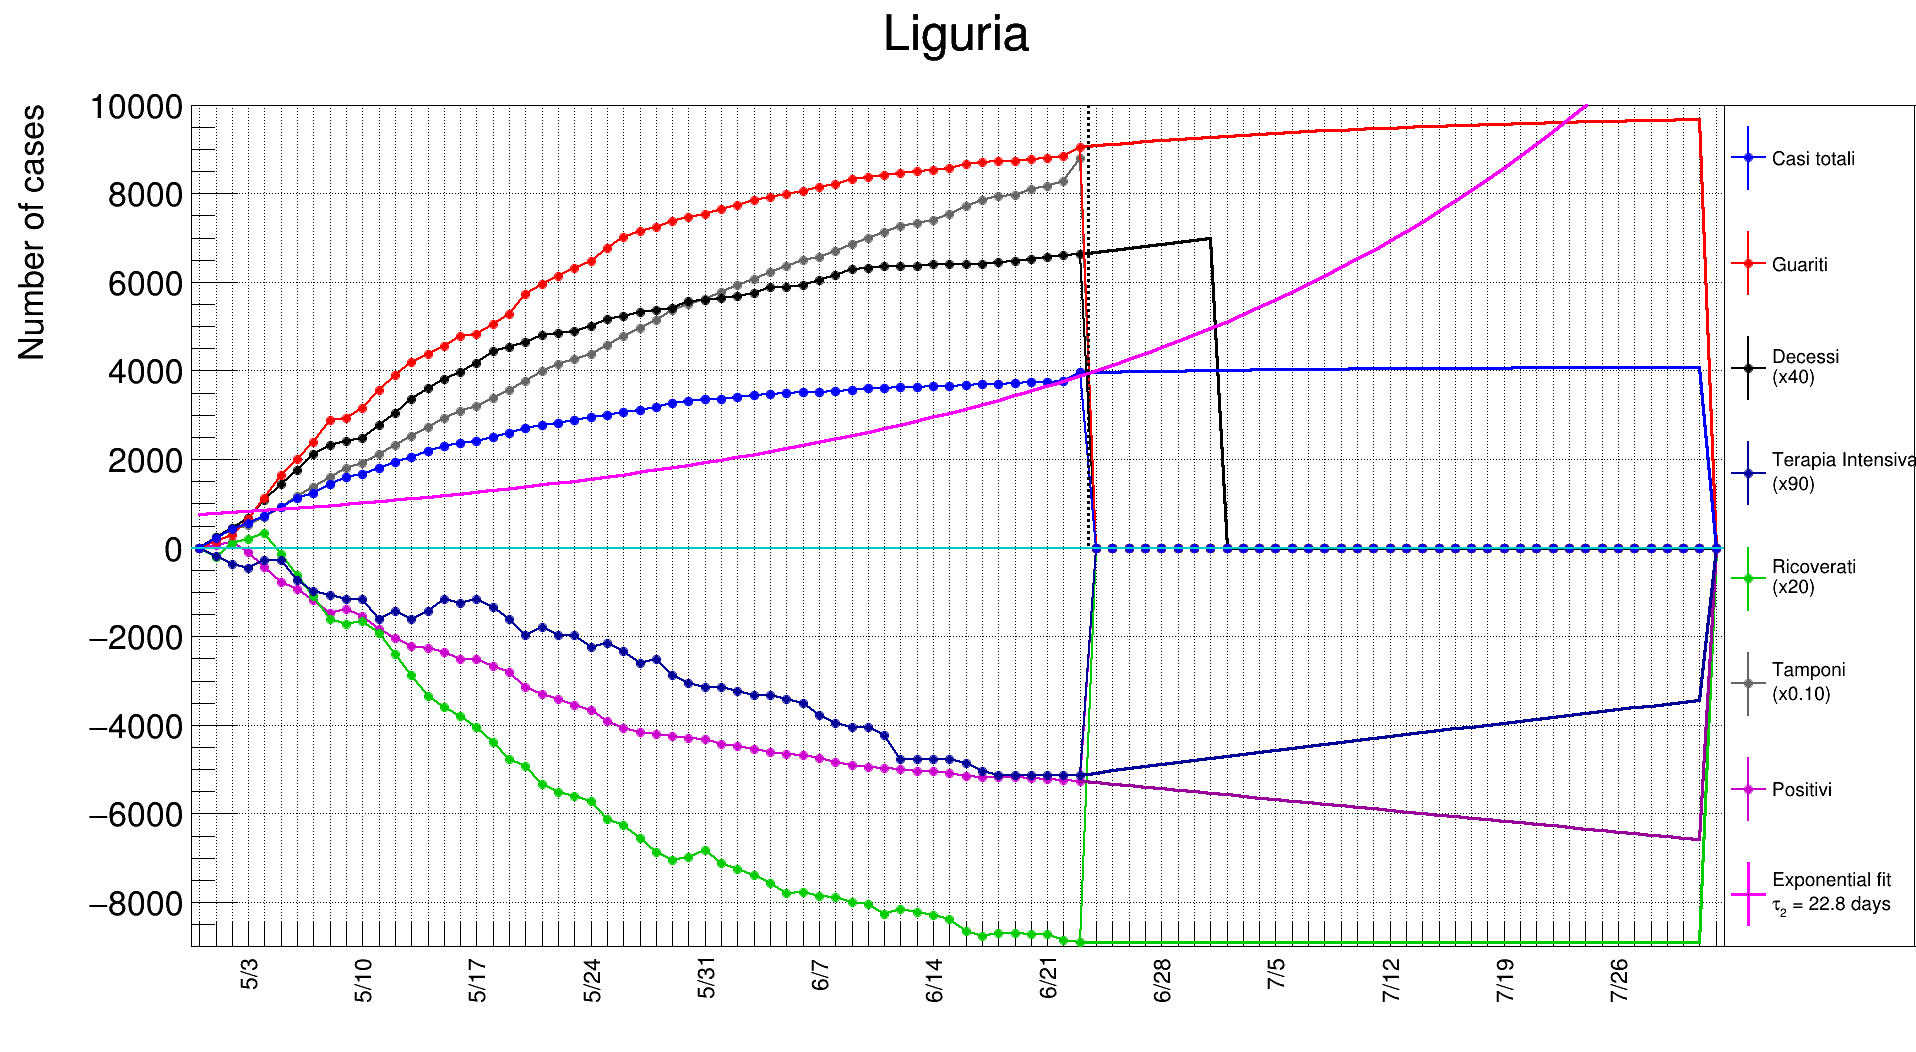 Liguria
Number of cases
10000
8000
6000
4000
2000
0
−2000
−4000
−6000
−8000
5/3
5/10
5/17
5/24
5/31
6/7
6/14
6/21
6/28
7/5
7/12
7/19
7/26
Casi totali
Guariti
Decessi
(x40)
Terapia Intensiva
(x90)
Ricoverati
(x20)
Tamponi
(x0.10)
Positivi
Exponential fit
τ2 = 22.8 days